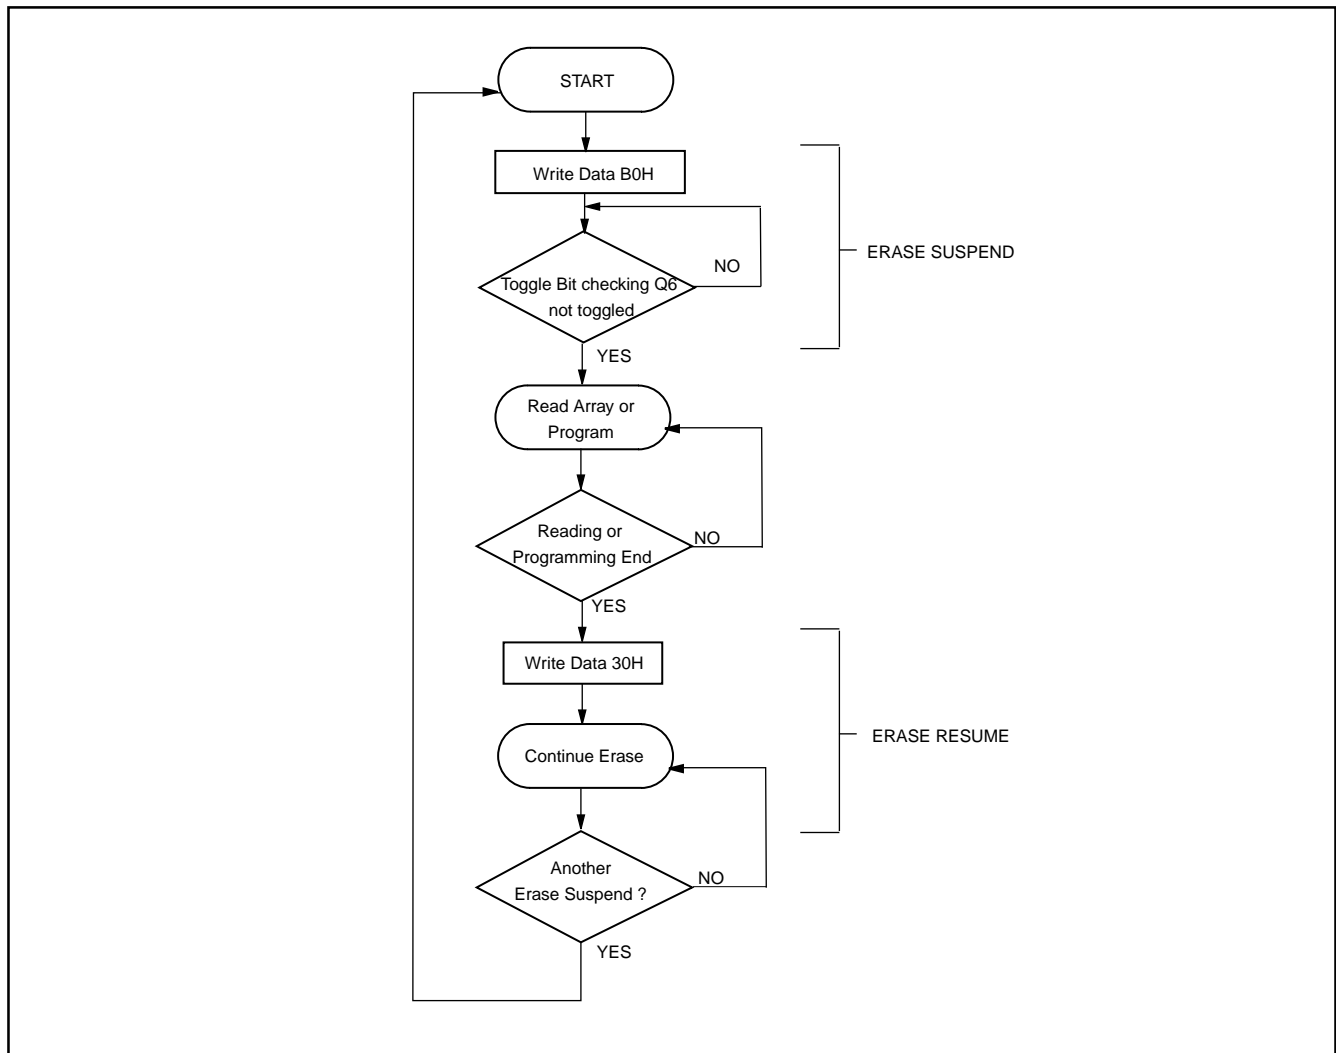 START
Write Data B0H
ERASE SUSPEND
NO
Toggle Bit checking Q6
not toggled
YES
Read Array or
Program
Reading or
Programming End
NO
YES
Write Data 30H
ERASE RESUME
Continue Erase
Another
Erase Suspend ?
NO
YES